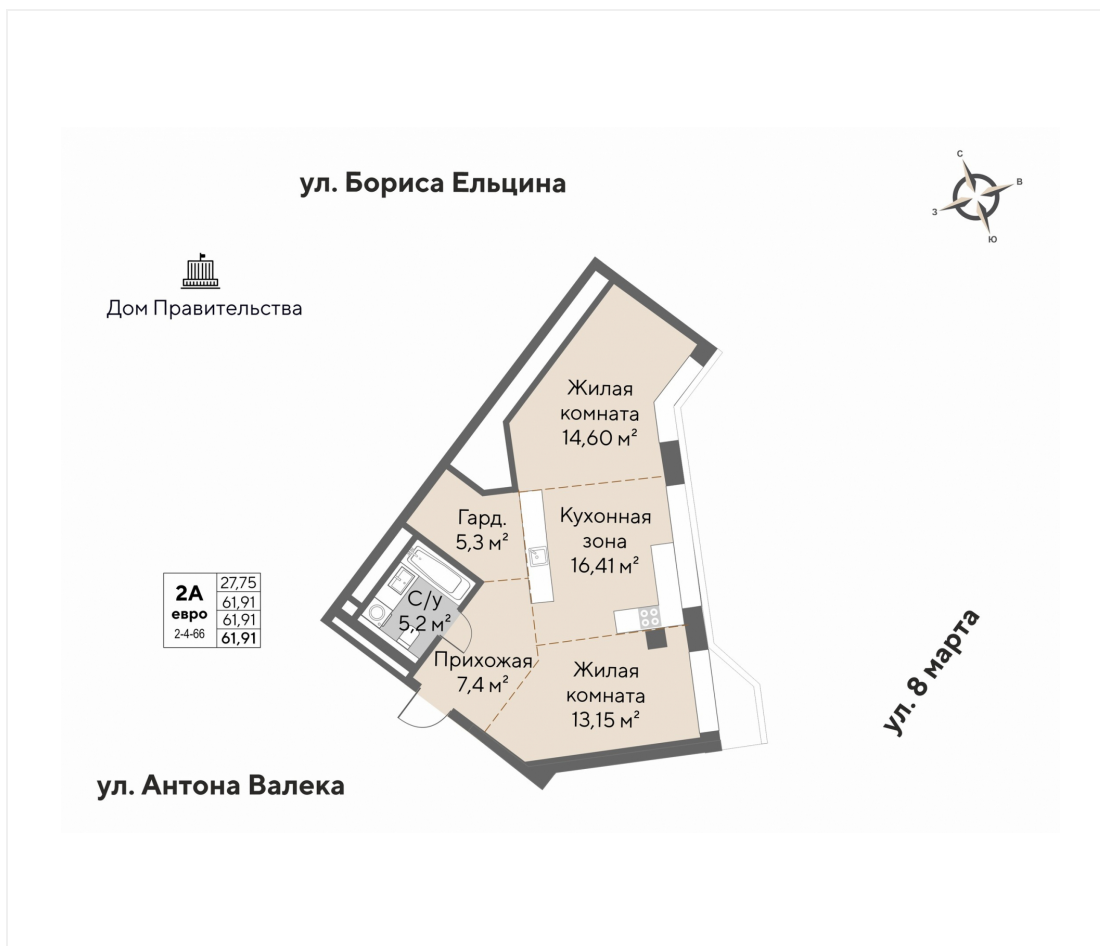 ул. Бориса Ельцина
С
В
З
Ю
Дом Правительства
Жилая
комната
14,60 м²
Гард.
5,3 м²
Кухонная
зона
16,41 м²
2А
евро
2-4-66
27,75
61,91
61,91
61,91
С/у
5,2 м²
Прихожая
7,4 м²
Жилая
комната
13,15 м²
ул. 8 марта
ул. Антона Валека